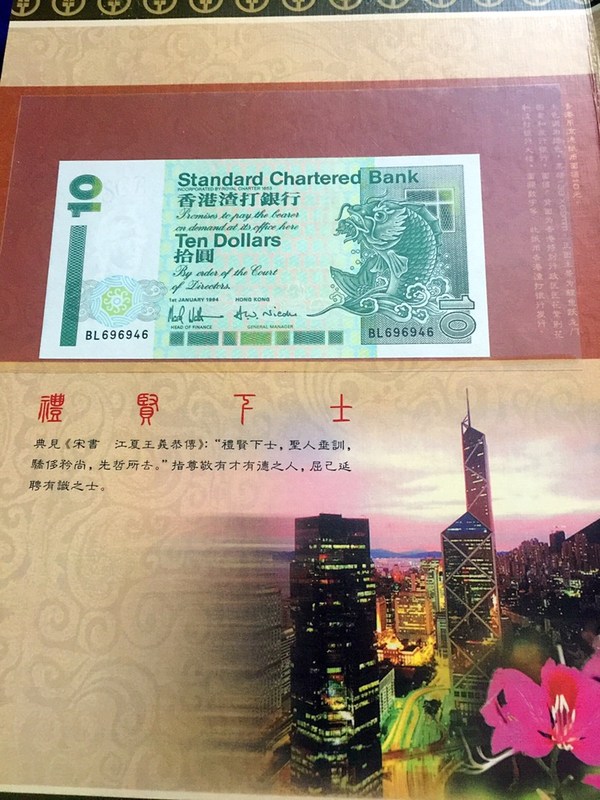 10
Standard Chartered Bank
INCORPORATED BY ROYAL CHARTER 1853
香港渣打銀行
Promises to pay the bearer
on demand at its office here
Ten Dollars
拾圓
By order of the Court
of Directors.
1st JANUARY 1994 HONG KONG
HEAD OF FINANCE GENERAL MANAGER
BL696946 BL696946
10
禮賢下士
典見《宋書 江夏王義恭傳》：“禮賢下士，聖人垂訓，
驕侈矜尚，先哲所去。”指尊敬有才有德之人，屈己延
聘有識之士。